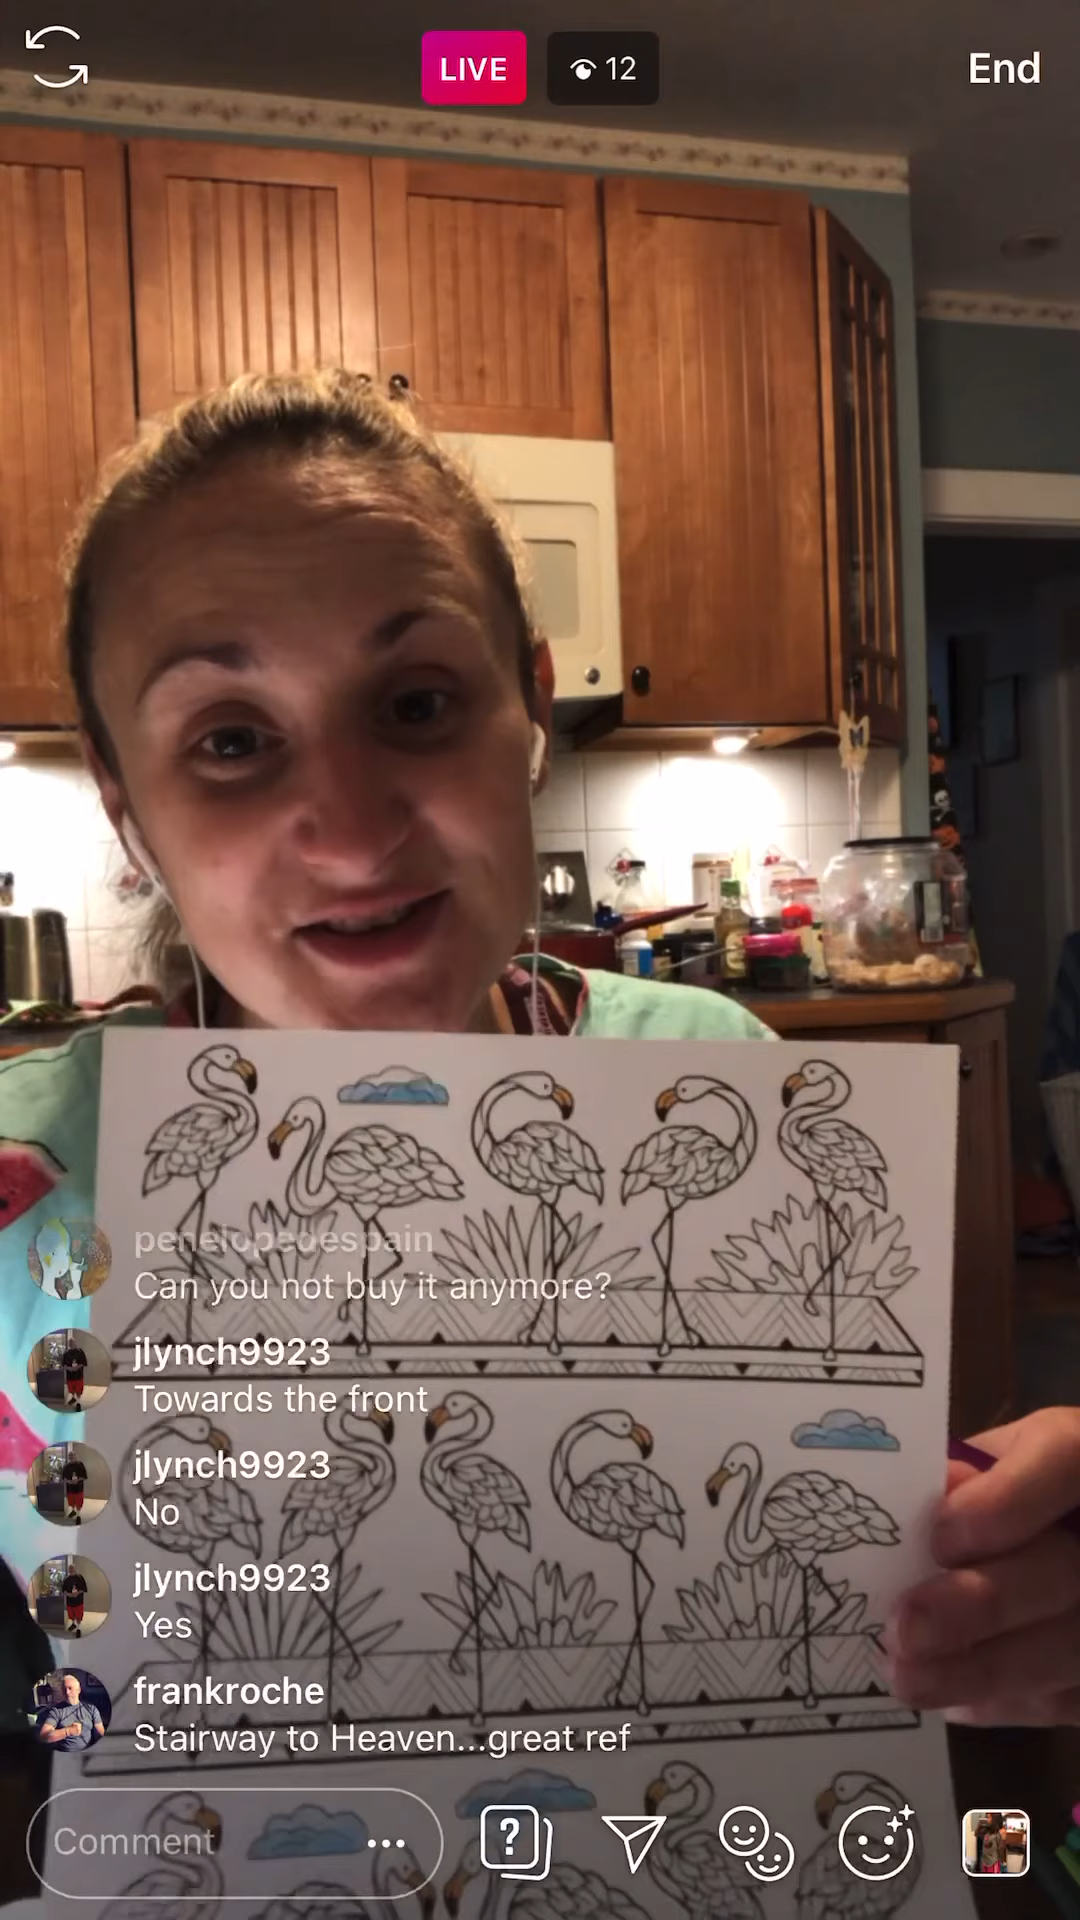 LIVE
12
End
penelopedespain
Can you not buy it anymore?
jlynch9923
Towards the front
jlynch9923
No
jlynch9923
Yes
frankroche
Stairway to Heaven...great ref
Comment
?